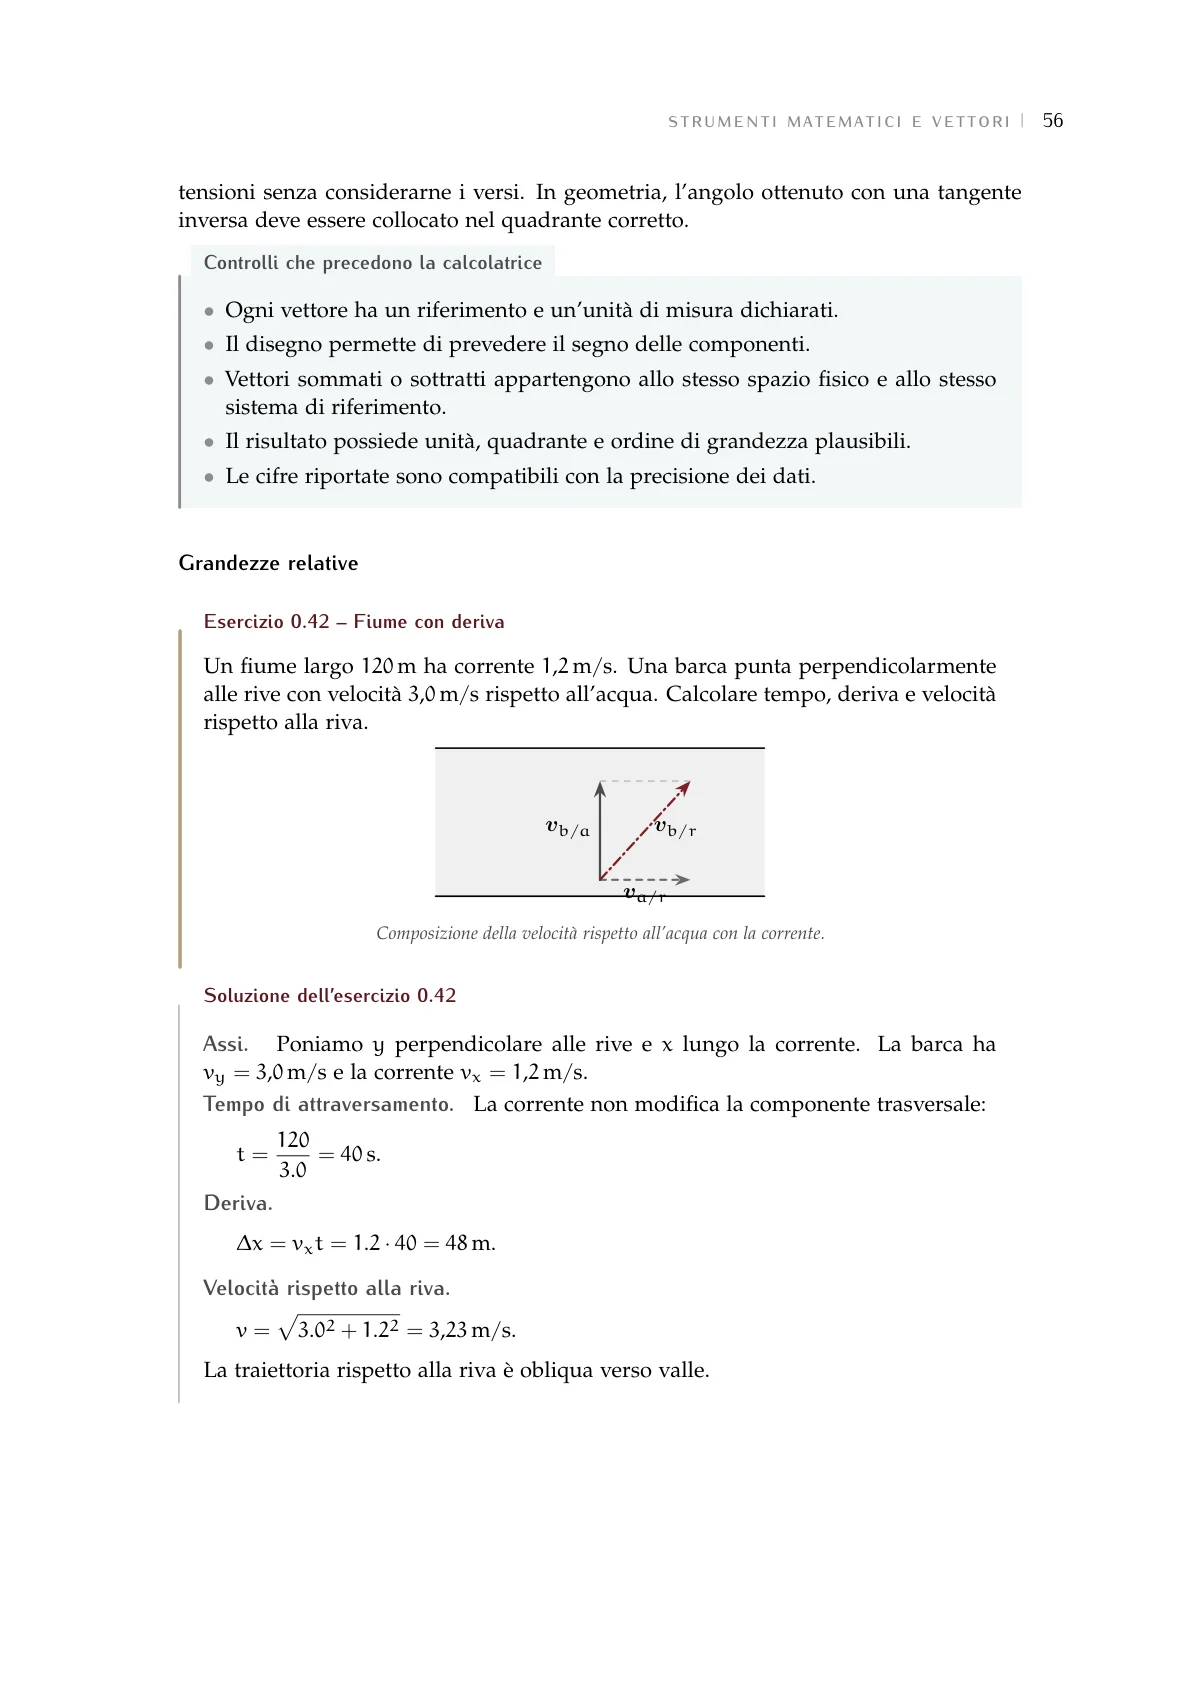 STRUMENTI MATEMATICI E VETTORI | 56
tensioni senza considerarne i versi. In geometria, l'angolo ottenuto con una tangente
inversa deve essere collocato nel quadrante corretto.
Controlli che precedono la calcolatrice
• Ogni vettore ha un riferimento e un'unità di misura dichiarati.
• Il disegno permette di prevedere il segno delle componenti.
• Vettori sommati o sottratti appartengono allo stesso spazio fisico e allo stesso
sistema di riferimento.
• Il risultato possiede unità, quadrante e ordine di grandezza plausibili.
• Le cifre riportate sono compatibili con la precisione dei dati.
Grandezze relative
Esercizio 0.42 – Fiume con deriva
Un fiume largo 120 m ha corrente 1,2 m/s. Una barca punta perpendicolarmente
alle rive con velocità 3,0 m/s rispetto all'acqua. Calcolare tempo, deriva e velocità
rispetto alla riva.
v_b/a
v_b/r
v_a/r
Composizione della velocità rispetto all'acqua con la corrente.
Soluzione dell'esercizio 0.42
Assi. Poniamo y perpendicolare alle rive e x lungo la corrente. La barca ha
v_y = 3,0 m/s e la corrente v_x = 1,2 m/s.
Tempo di attraversamento. La corrente non modifica la componente trasversale:
t = 120/3.0 = 40 s.
Deriva.
Δx = v_x t = 1.2 · 40 = 48 m.
Velocità rispetto alla riva.
v = √(3.0² + 1.2²) = 3,23 m/s.
La traiettoria rispetto alla riva è obliqua verso valle.